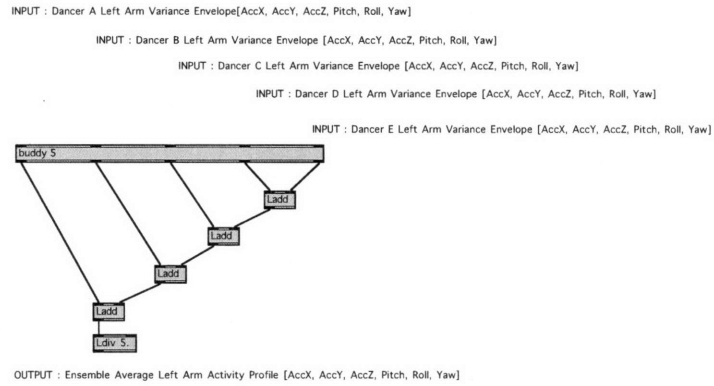 INPUT : Dancer A Left Arm Variance Envelope[AccX, AccY, AccZ, Pitch, Roll, Yaw]
INPUT : Dancer B Left Arm Variance Envelope [AccX, AccY, AccZ, Pitch, Roll, Yaw]
INPUT : Dancer C Left Arm Variance Envelope [AccX, AccY, AccZ, Pitch, Roll, Yaw]
INPUT : Dancer D Left Arm Variance Envelope [AccX, AccY, AccZ, Pitch, Roll, Yaw]
INPUT : Dancer E Left Arm Variance Envelope [AccX, AccY, AccZ, Pitch, Roll, Yaw]
buddy 5
Ladd
Ladd
Ladd
Ladd
Ldiv 5.
OUTPUT : Ensemble Average Left Arm Activity Profile [AccX, AccY, AccZ, Pitch, Roll, Yaw]